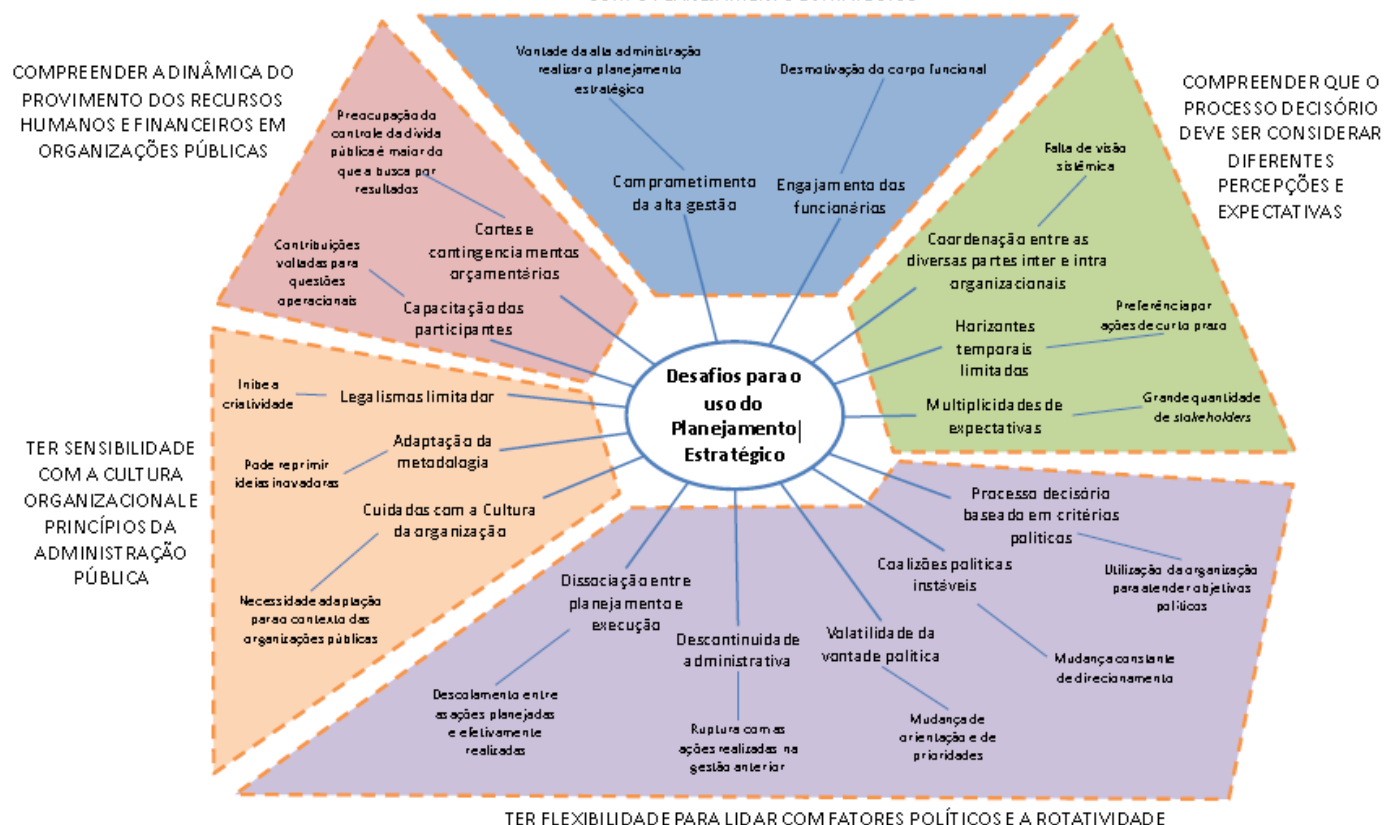 COMPREENDER A DINÂMICA DO
PROVIMENTO DOS RECURSOS
HUMANOS E FINANCEIROS EM
ORGANIZAÇÕES PÚBLICAS
Preocupação do
controle da dívida
pública é maior do
que a busca por
resultados
Cortes e
contingenciamentos
orçamentários
Contribuições
voltadas para
questões
operacionais
Capacitação dos
participantes
Vontade da alta administração
realizar o planejamento
estratégico
Comprometimento
da alta gestão
Desmotivação do corpo funcional
Engajamento dos
funcionários
COMPREENDER QUE O
PROCESSO DECISÓRIO
DEVE SER CONSIDERAR
DIFERENTES
PERCEPÇÕES E
EXPECTATIVAS
Falta de visão
sistêmica
Coordenação entre as
diversas partes inter e intra
organizacionais
Preferência por
ações de curto prazo
Horizontes
temporais
limitados
Multiplicidades de
expectativas
Grande quantidade
de stakeholders
Desafios para o
uso do
Planejamento
Estratégico
TER SENSIBILIDADE
COM A CULTURA
ORGANIZACIONAL E
PRINCÍPIOS DA
ADMINISTRAÇÃO
PÚBLICA
Inibe a
criatividade
Legalismos limitador
Adaptação da
metodologia
Pode reprimir
ideias inovadoras
Cuidados com a Cultura
da organização
Necessidade adaptação
para o contexto das
organizações públicas
Dissociação entre
planejamento e
execução
Descolamento entre
as ações planejadas
e efetivamente
realizadas
Descontinuidade
administrativa
Ruptura com as
ações realizadas na
gestão anterior
Volatilidade da
vontade política
Mudança de
orientação e de
prioridades
Coalizões politicas
instáveis
Mudança constante
de direcionamento
Processo decisório
baseado em critérios
políticos
Utilização da organização
para atender objetivos
políticos
TER FLEXIBILIDADE PARA LIDAR COM FATORES POLÍTICOS E A ROTATIVIDADE